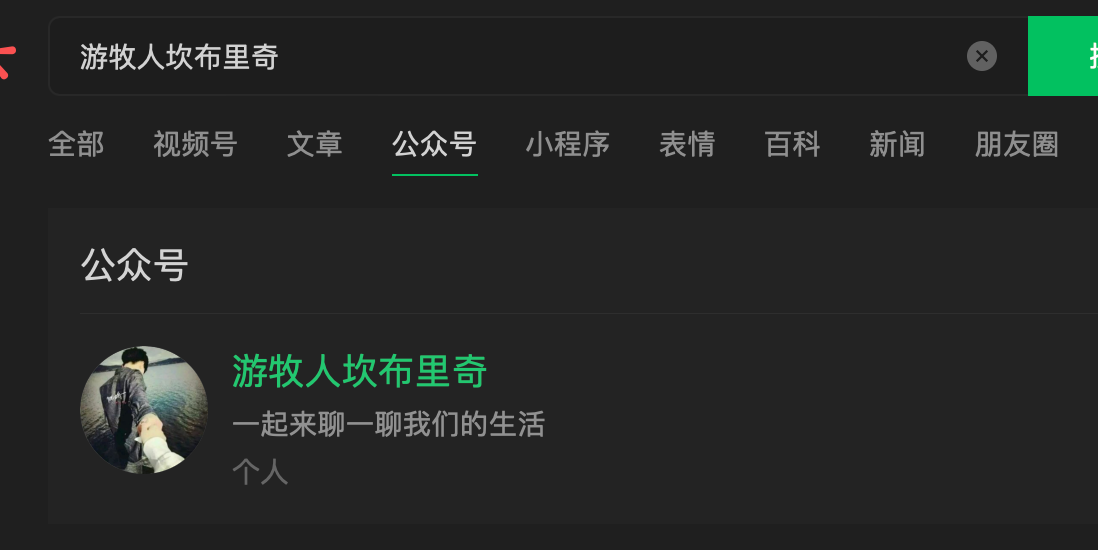 游牧人坎布里奇
全部 视频号 文章 公众号 小程序 表情 百科 新闻 朋友圈
公众号
游牧人坎布里奇
一起来聊一聊我们的生活
个人